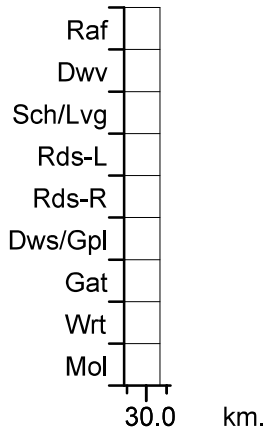 Raf
Dwv
Sch/Lvg
Rds-L
Rds-R
Dws/Gpl
Gat
Wrt
Mol
30.0 km.